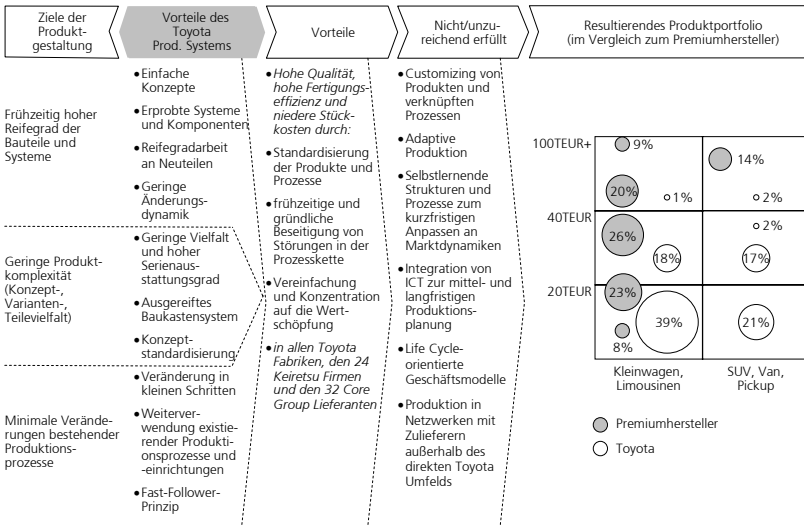 Ziele der
Produkt-
gestaltung
Vorteile des
Toyota
Prod. Systems
Vorteile
Nicht/unzu-
reichend erfüllt
Resultierendes Produktportfolio
(im Vergleich zum Premiumhersteller)
Frühzeitig hoher
Reifegrad der
Bauteile und
Systeme
Geringe Produkt-
komplexität
(Konzept-,
Varianten-,
Teilevielfalt)
Minimale Verände-
rungen bestehender
Produktions-
prozesse
• Einfache
Konzepte
• Erprobte Systeme
und Komponenten
• Reifegradarbeit
an Neuteilen
• Geringe
Änderungs-
dynamik
• Geringe Vielfalt
und hoher
Serienaus-
stattungsgrad
• Ausgereiftes
Baukastensystem
• Konzept-
standardisierung
• Veränderung in
kleinen Schritten
• Weiterver-
wendung existie-
render Produkti-
onsprozesse und
-einrichtungen
• Fast-Follower-
Prinzip
• Hohe Qualität,
hohe Fertigungs-
effizienz und
niedere Stück-
kosten durch:
• Standardisierung
der Produkte und
Prozesse
• frühzeitige und
gründliche
Beseitigung von
Störungen in der
Prozesskette
• Vereinfachung
und Konzentration
auf die Wert-
schöpfung
• in allen Toyota
Fabriken, den 24
Keiretsu Firmen
und den 32 Core
Group Lieferanten
• Customizing von
Produkten und
verknüpften
Prozessen
• Adaptive
Produktion
• Selbstlernende
Strukturen und
Prozesse zum
kurzfristigen
Anpassen an
Marktdynamiken
• Integration von
ICT zur mittel- und
langfristigen
Produktions-
planung
• Life Cycle-
orientierte
Geschäftsmodelle
• Produktion in
Netzwerken mit
Zulieferern
außerhalb des
direkten Toyota
Umfelds
100TEUR+
9%
14%
20%
1%
2%
40TEUR
26%
2%
18%
17%
20TEUR
23%
39%
21%
8%
Kleinwagen,
Limousinen
SUV, Van,
Pickup
Premiumhersteller
Toyota